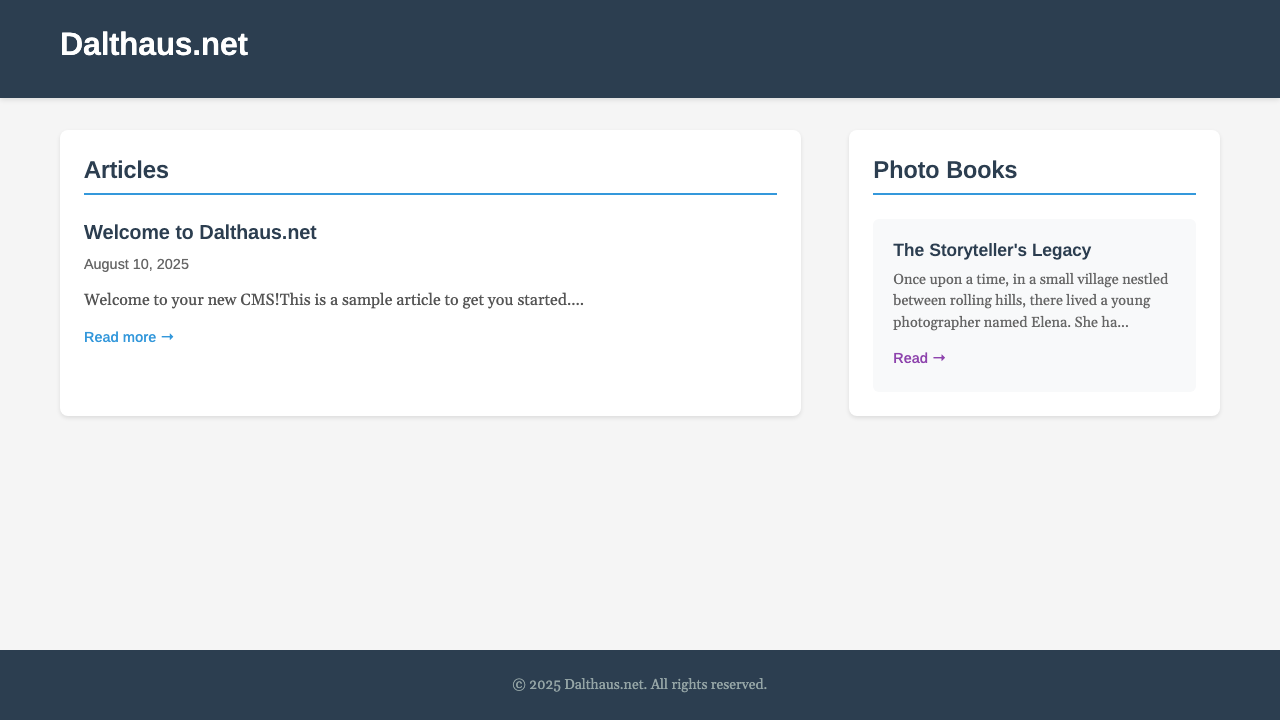 Dalthaus.net
Articles
Welcome to Dalthaus.net
August 10, 2025
Welcome to your new CMS!This is a sample article to get you started....
Read more →
Photo Books
The Storyteller's Legacy
Once upon a time, in a small village nestled
between rolling hills, there lived a young
photographer named Elena. She ha...
Read →
© 2025 Dalthaus.net. All rights reserved.